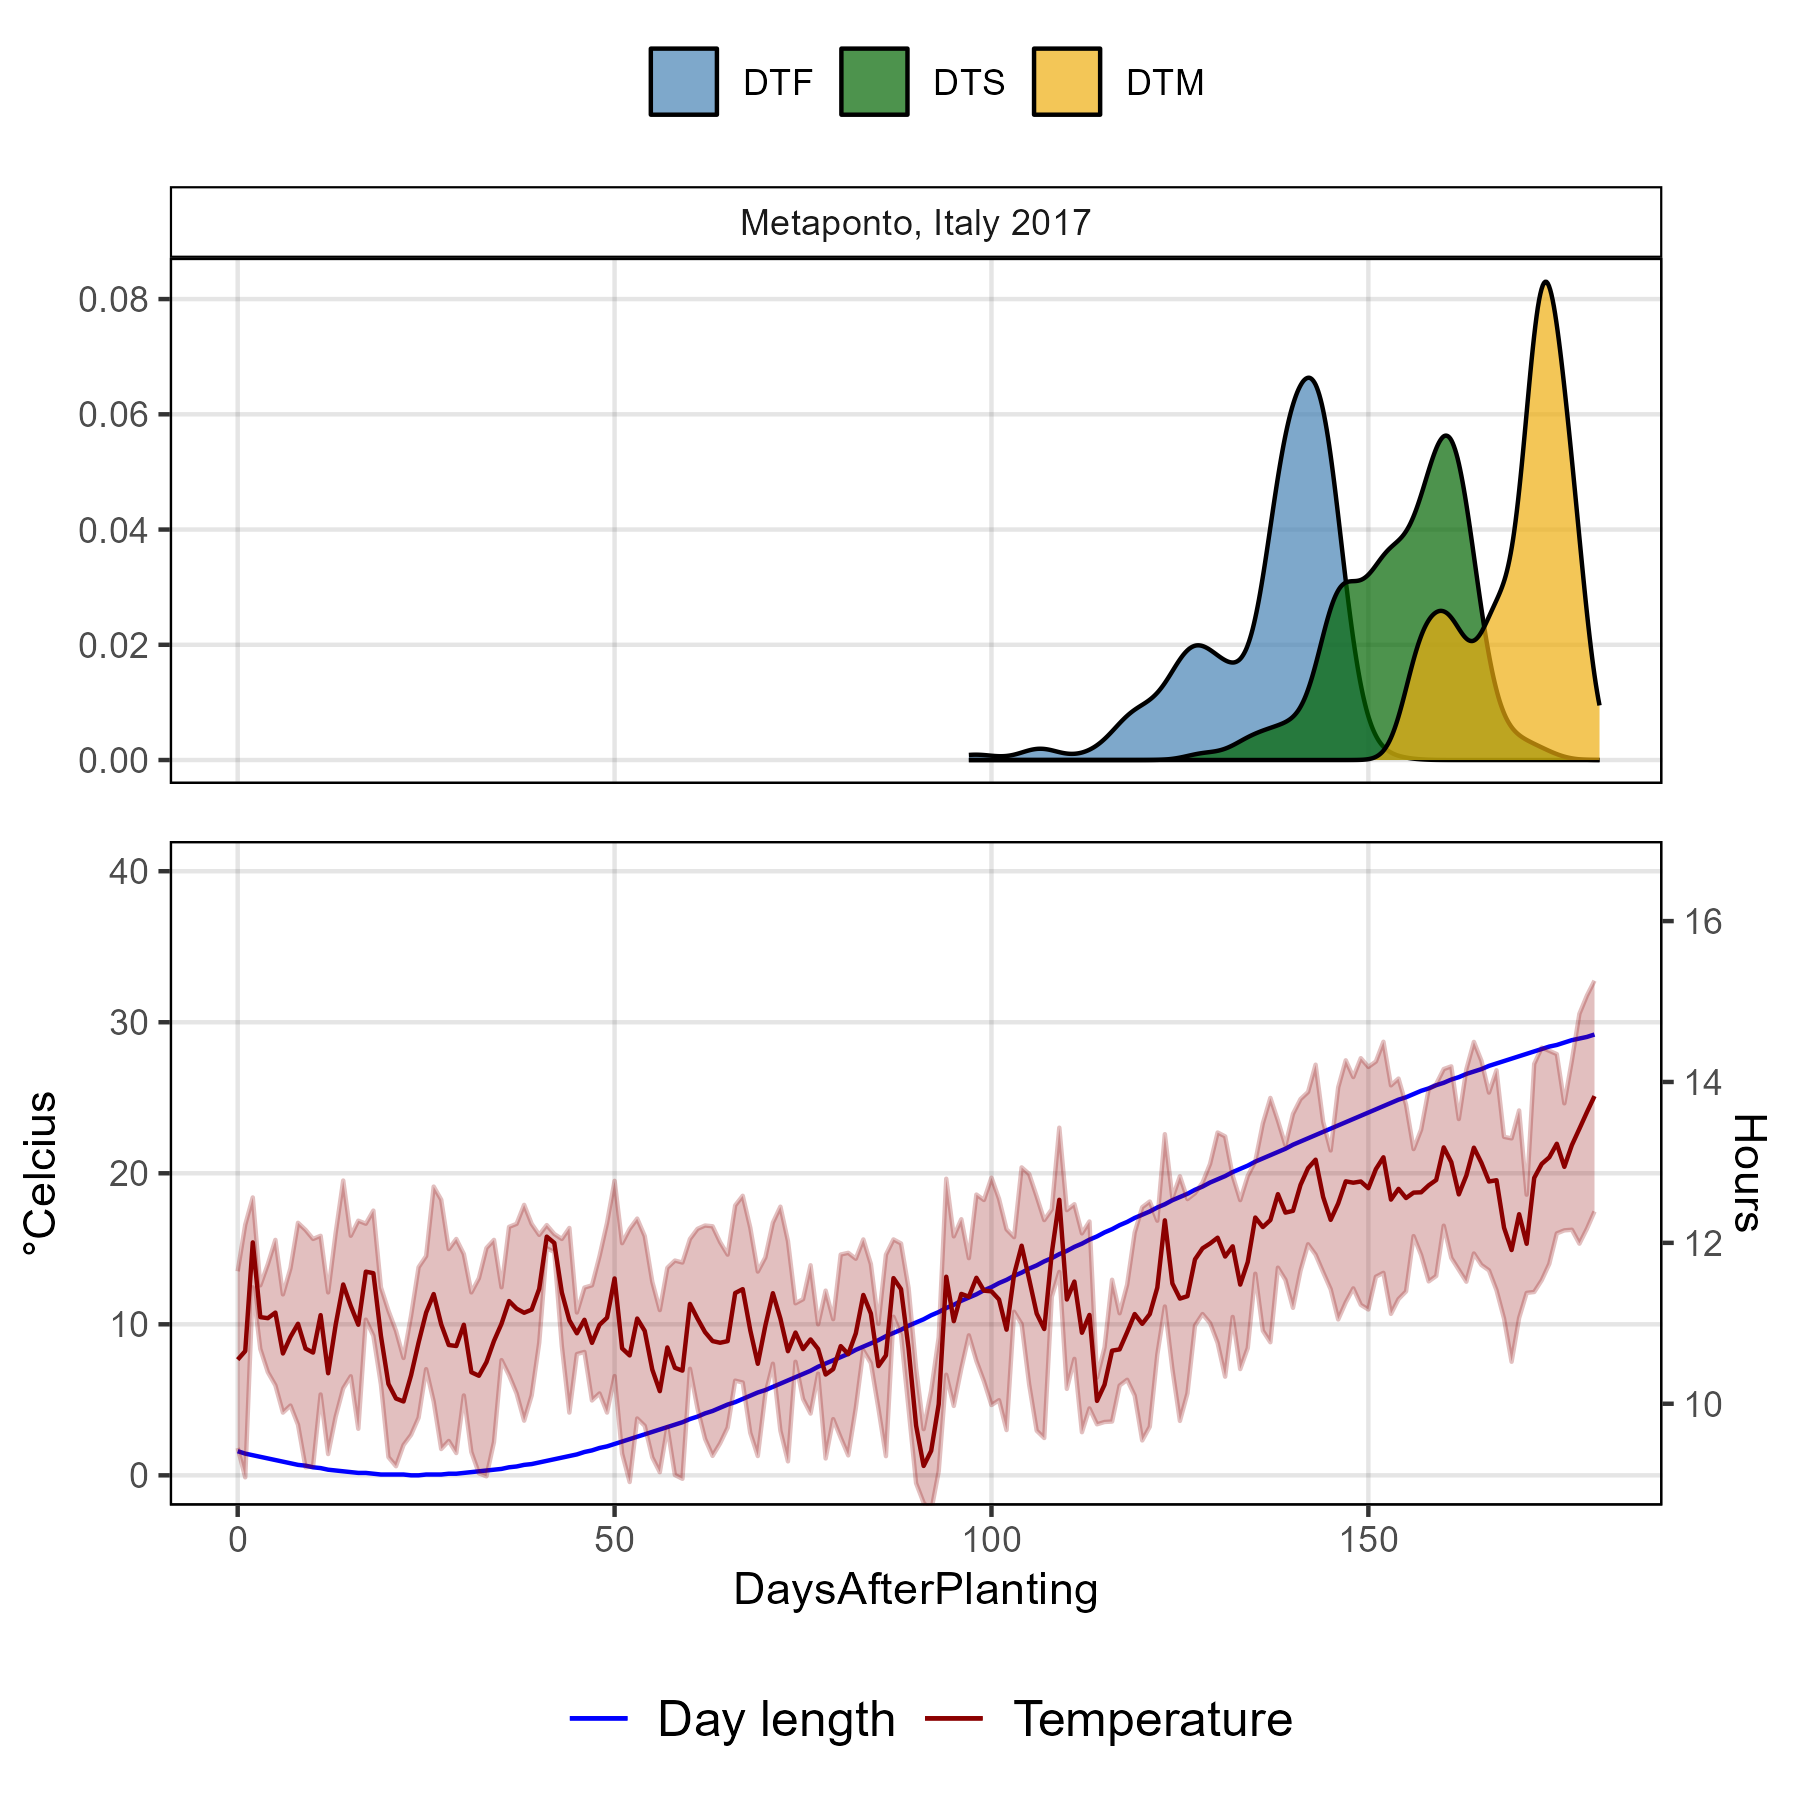 DTF DTS DTM
Metaponto, Italy 2017
0.08
0.06
0.04
0.02
0.00
40
30
20
10
0
°Celcius
16
14
12
10
Hours
0 50 100 150
DaysAfterPlanting
Day length Temperature